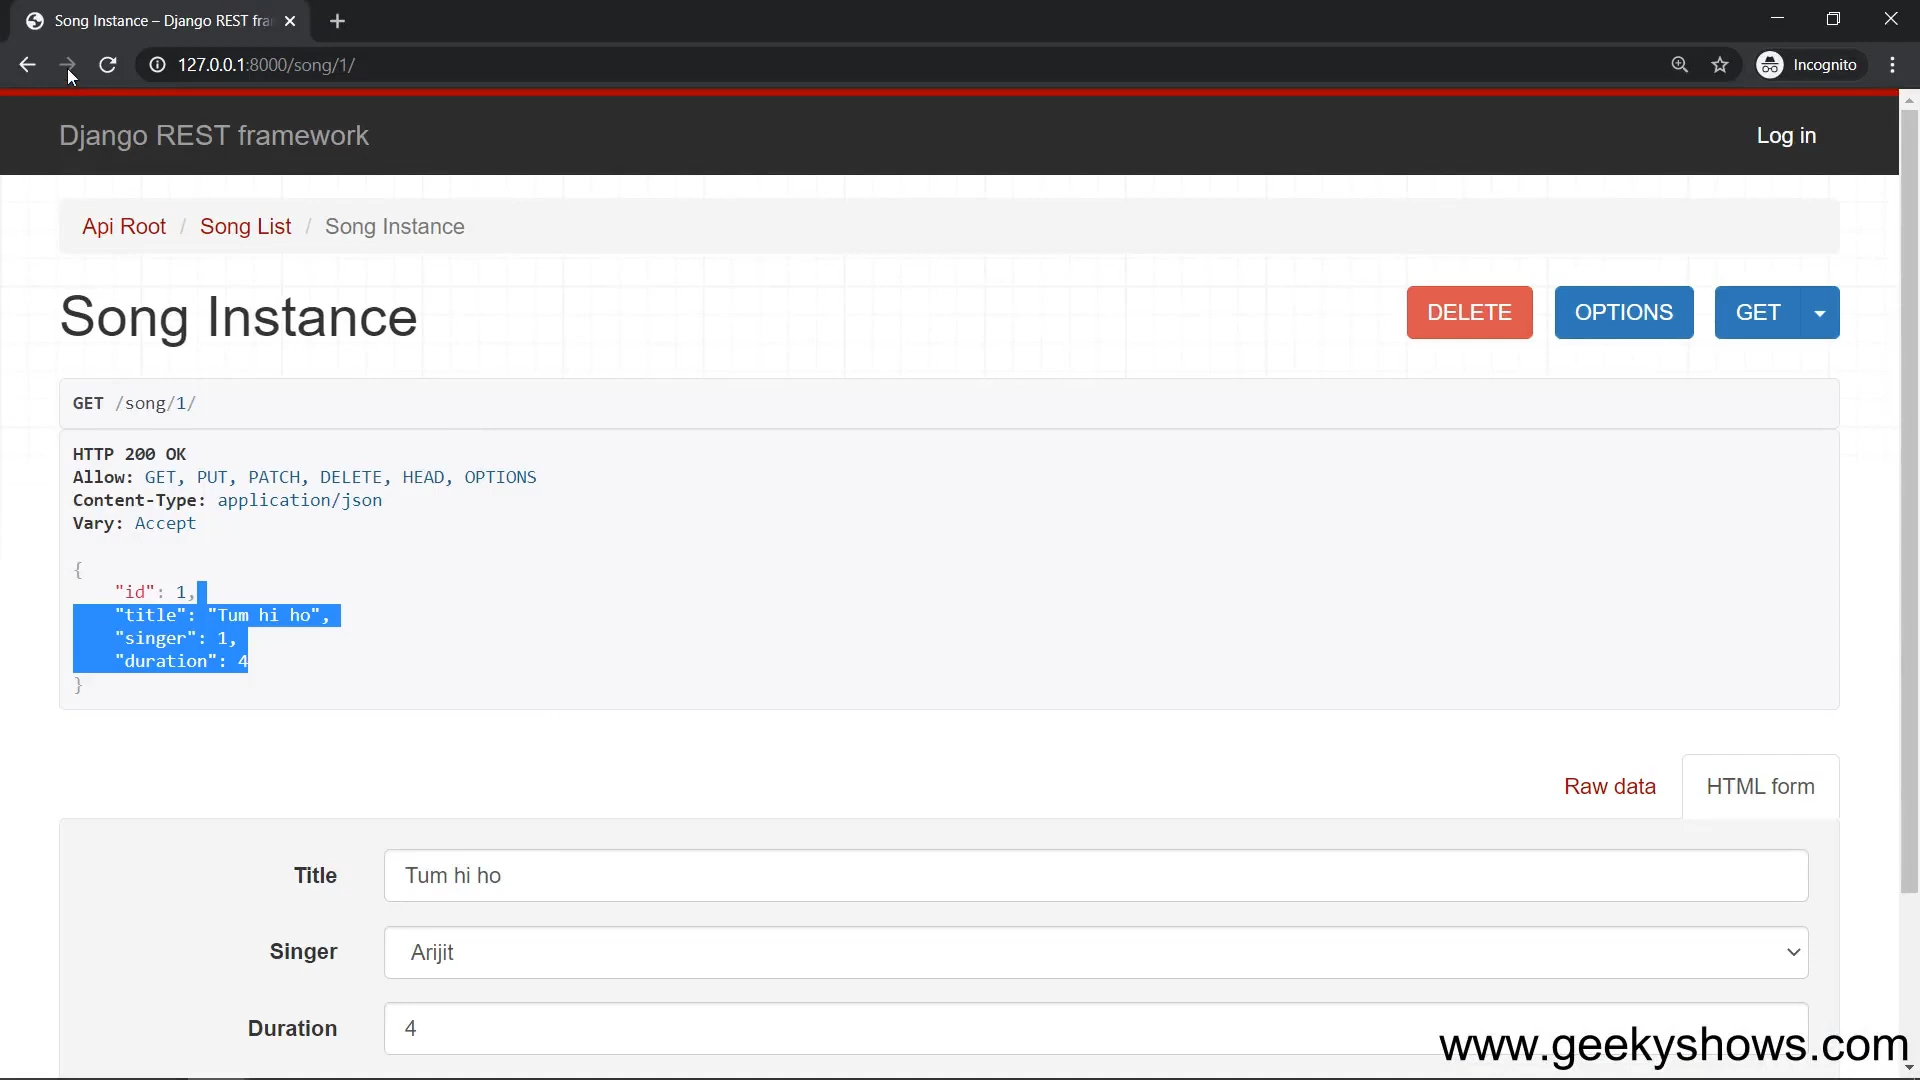 Song Instance – Django REST fra
127.0.0.1:8000/song/1/
Incognito
Django REST framework
Log in
Api Root / Song List / Song Instance
Song Instance
DELETE
OPTIONS
GET
GET /song/1/
HTTP 200 OK
Allow: GET, PUT, PATCH, DELETE, HEAD, OPTIONS
Content-Type: application/json
Vary: Accept
{
"id": 1,
"title": "Tum hi ho",
"singer": 1,
"duration": 4
}
Raw data
HTML form
Title
Tum hi ho
Singer
Arijit
Duration
4
www.geekyshows.com